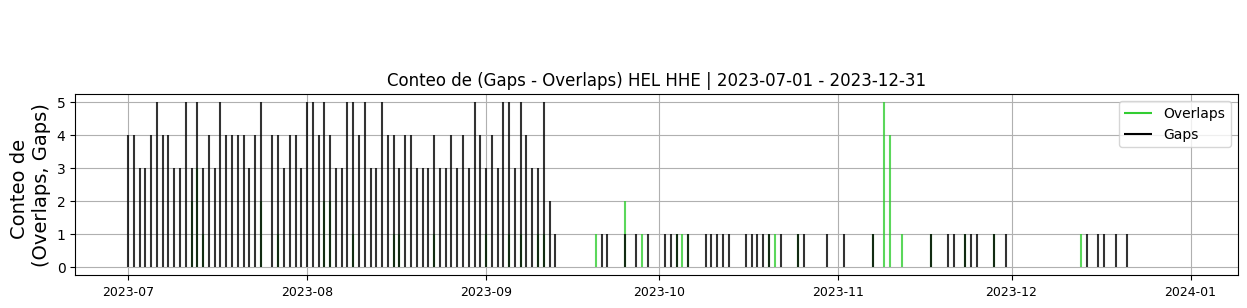 Conteo de (Gaps - Overlaps) HEL HHE | 2023-07-01 - 2023-12-31
Conteo de
(Overlaps, Gaps)
5
4
3
2
1
0
Overlaps
Gaps
2023-07 2023-08 2023-09 2023-10 2023-11 2023-12 2024-01